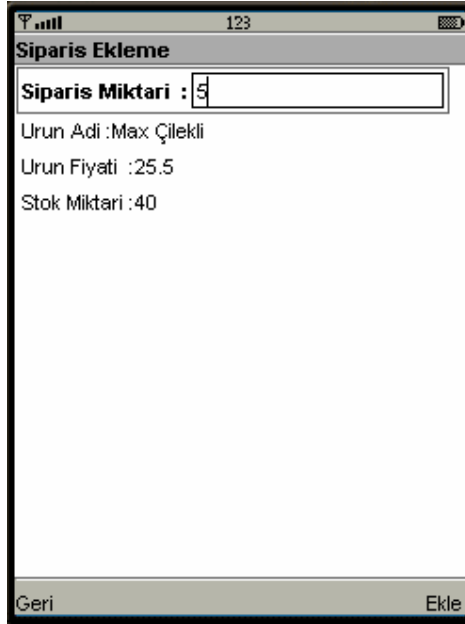 123
Siparis Ekleme
Siparis Miktari : 5
Urun Adi :Max Çilekli
Urun Fiyati :25.5
Stok Miktari :40
Geri Ekle